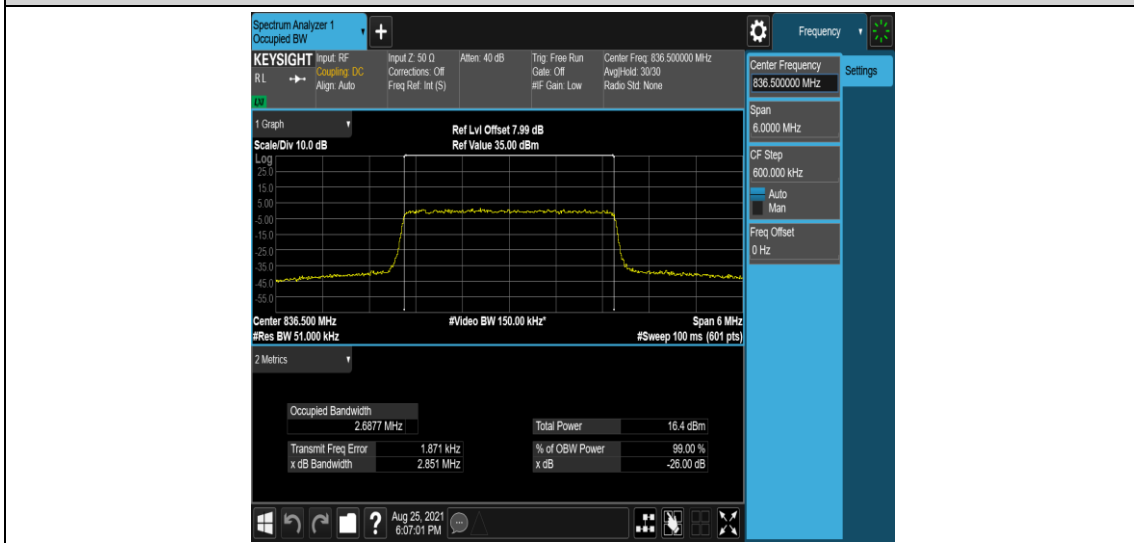 Spectrum Analyzer 1
Occupied BW
Frequency
KEYSIGHT
RL
LXI
Input: RF
Coupling: DC
Align: Auto
Input Z: 50 Ω
Corrections: Off
Freq Ref: Int (S)
Atten: 40 dB
Trig: Free Run
Gate: Off
#IF Gain: Low
Center Freq: 836.500000 MHz
Avg|Hold: 30/30
Radio Std: None
Center Frequency
836.500000 MHz
Settings
Span
6.0000 MHz
CF Step
600.000 kHz
Auto
Man
Freq Offset
0 Hz
1 Graph
Scale/Div 10.0 dB
Ref Lvl Offset 7.99 dB
Ref Value 35.00 dBm
Log
25.0
15.0
5.00
-5.00
-15.0
-25.0
-35.0
-45.0
-55.0
Center 836.500 MHz
#Video BW 150.00 kHz*
Span 6 MHz
#Res BW 51.000 kHz
#Sweep 100 ms (601 pts)
2 Metrics
Occupied Bandwidth
2.6877 MHz
Total Power 16.4 dBm
Transmit Freq Error 1.871 kHz
% of OBW Power 99.00 %
x dB Bandwidth 2.851 MHz
x dB -26.00 dB
?
Aug 25, 2021
6:07:01 PM